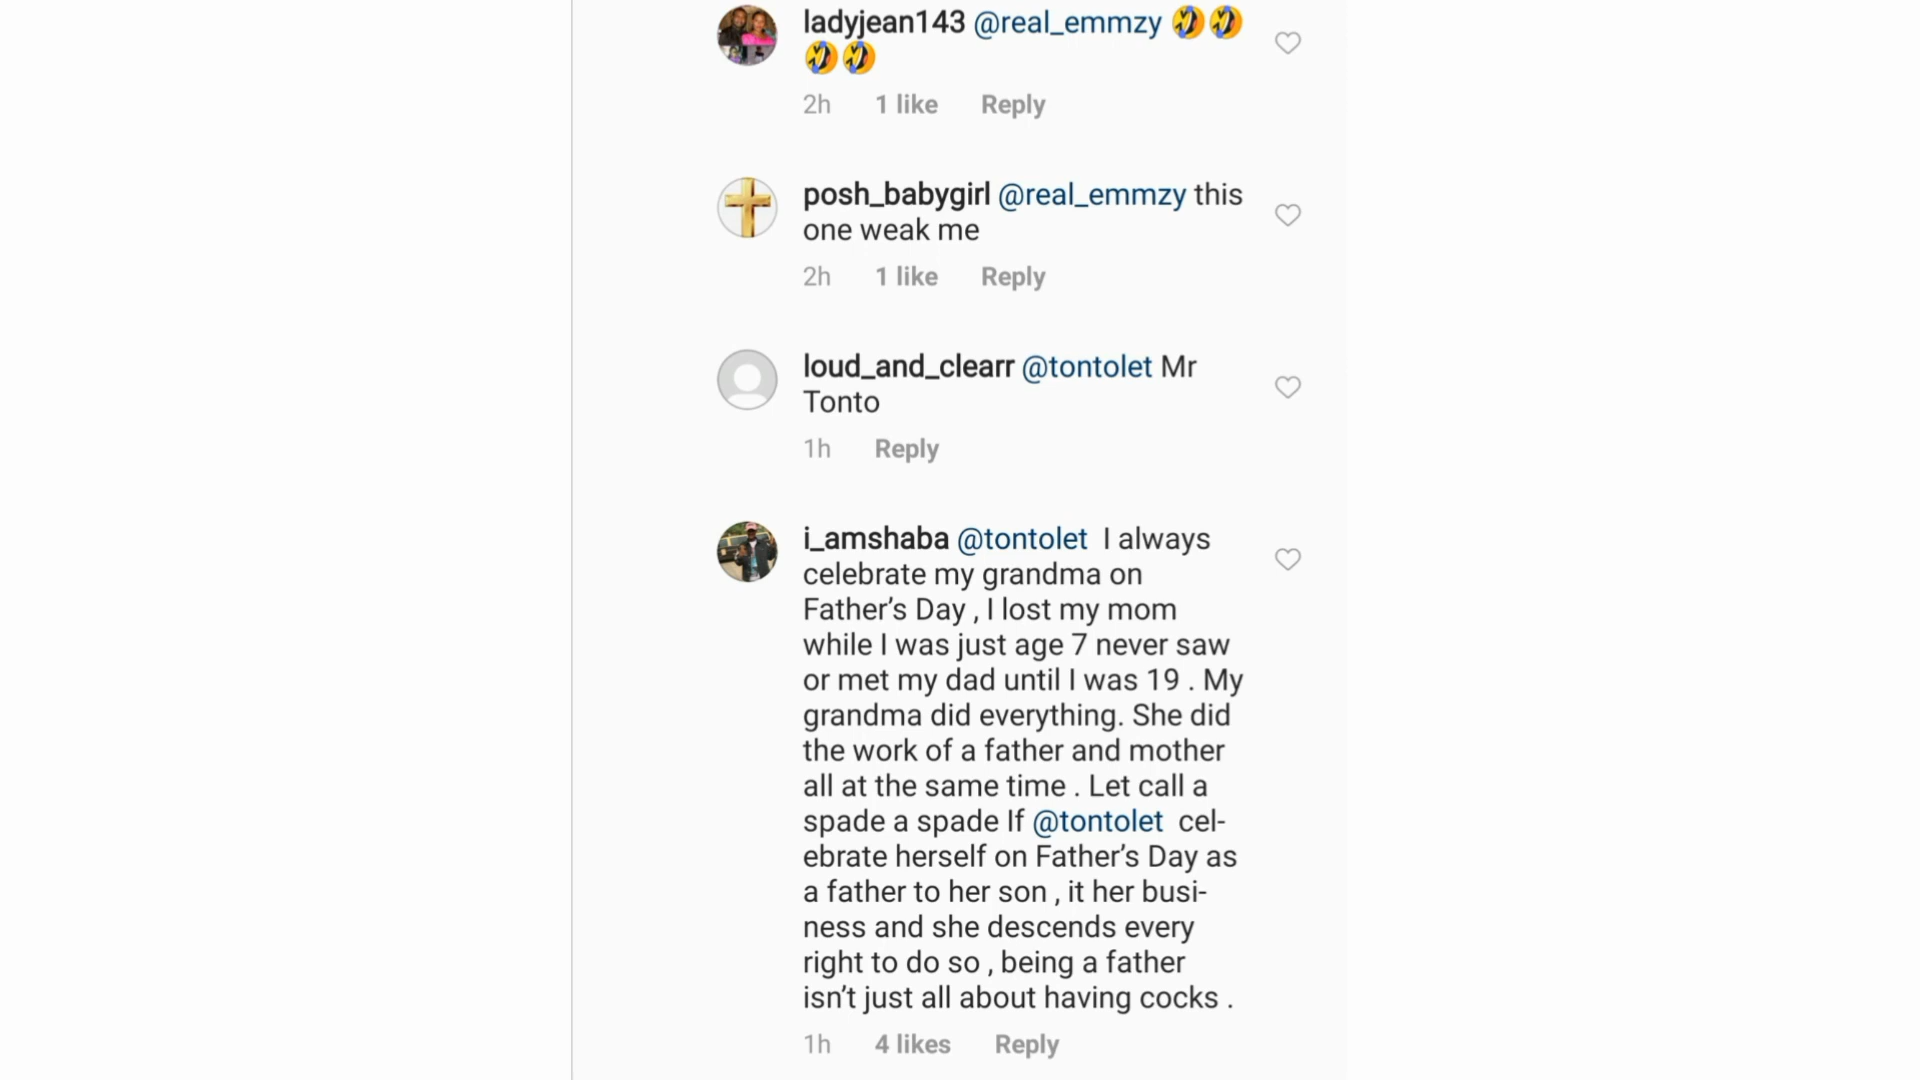 ladyjean143 @real_emmzy 🤣🤣
🤣🤣
2h 1 like Reply
posh_babygirl @real_emmzy this
one weak me
2h 1 like Reply
loud_and_clearr @tontolet Mr
Tonto
1h Reply
i_amshaba @tontolet I always
celebrate my grandma on
Father’s Day , I lost my mom
while I was just age 7 never saw
or met my dad until I was 19 . My
grandma did everything. She did
the work of a father and mother
all at the same time . Let call a
spade a spade If @tontolet cel-
ebrate herself on Father’s Day as
a father to her son , it her busi-
ness and she descends every
right to do so , being a father
isn’t just all about having cocks .
1h 4 likes Reply